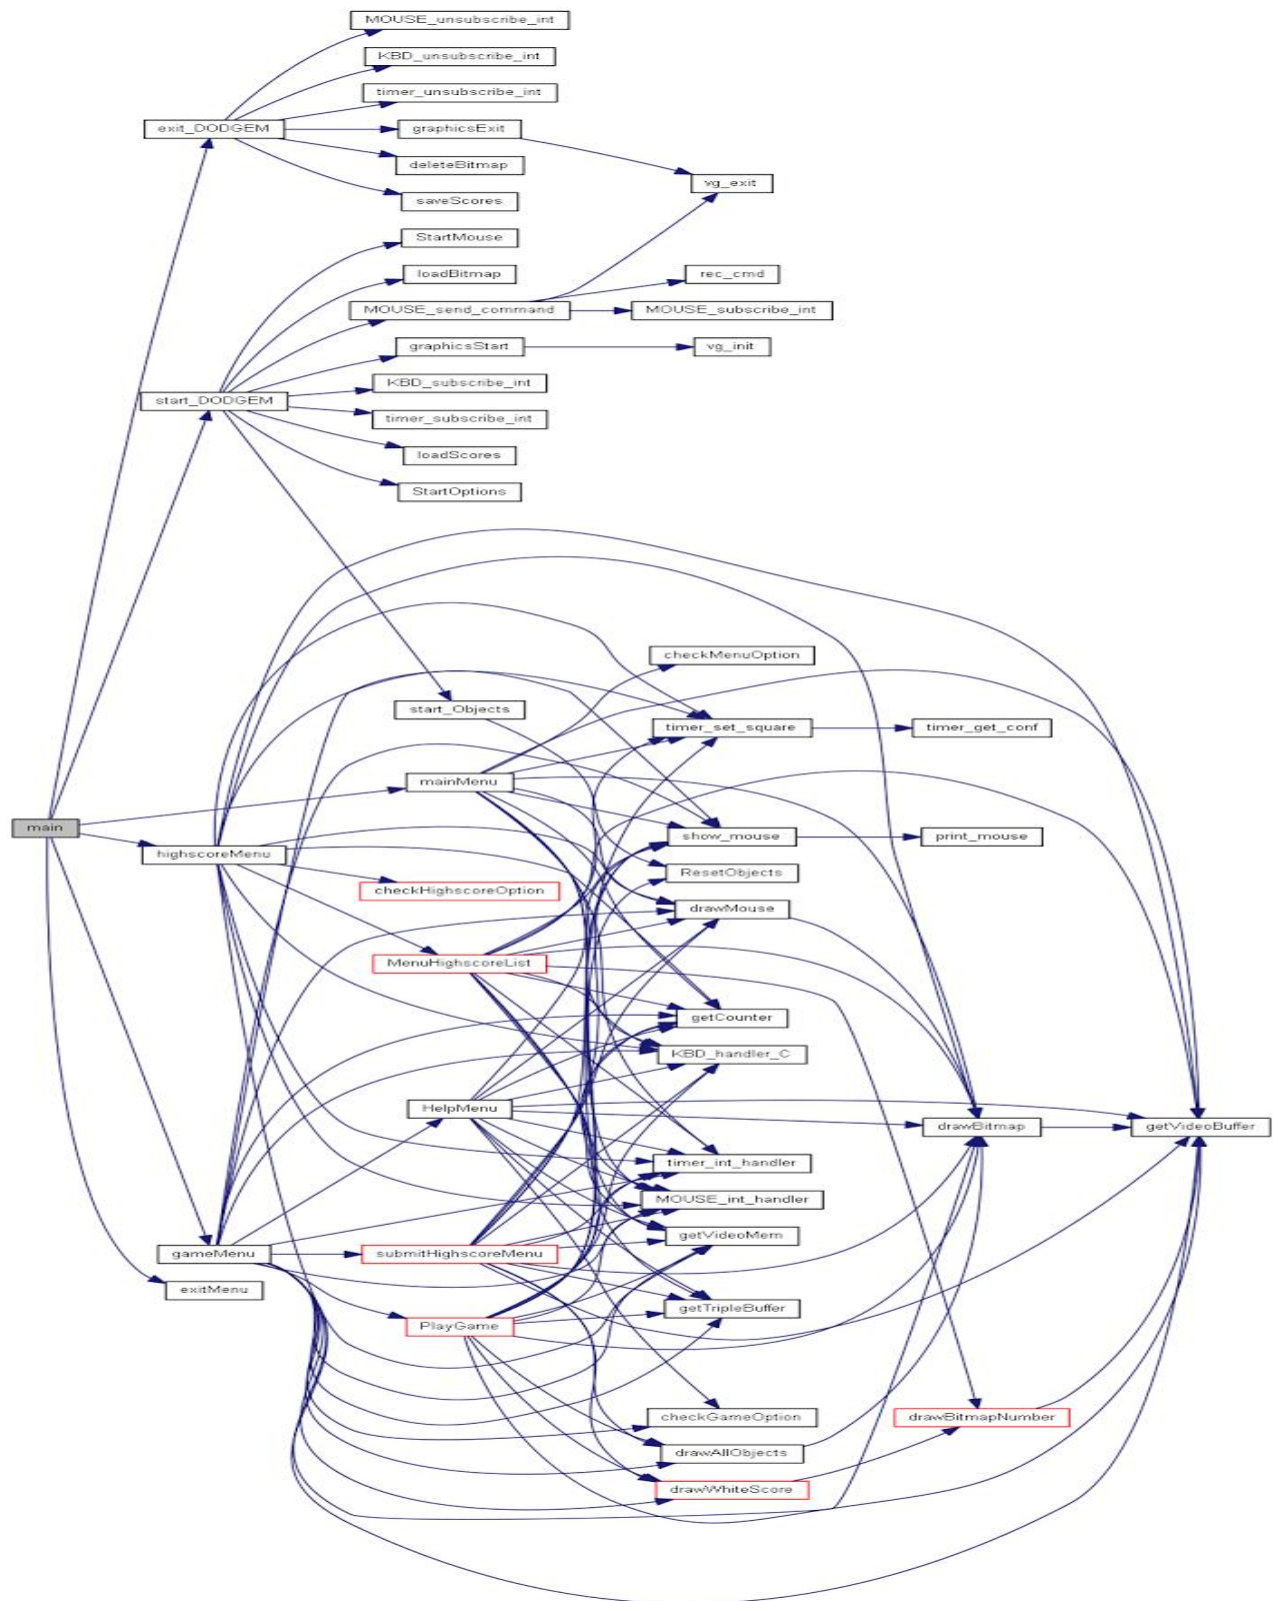 MOUSE_unsubscribe_int
KBD_unsubscribe_int
timer_unsubscribe_int
exit_DODGEM
graphicsExit
deleteBitmap
vg_exit
saveScores
StartMouse
loadBitmap
rec_cmd
MOUSE_send_command
MOUSE_subscribe_int
graphicsStart
vg_init
KBD_subscribe_int
start_DODGEM
timer_subscribe_int
loadScores
StartOptions
checkMenuOption
start_Objects
timer_set_square
timer_get_conf
mainMenu
main
show_mouse
print_mouse
highscoreMenu
ResetObjects
checkHighscoreOption
drawMouse
MenuHighscoreList
getCounter
KBD_handler_C
HelpMenu
drawBitmap
getVideoBuffer
timer_int_handler
MOUSE_int_handler
getVideoMem
gameMenu
submitHighscoreMenu
exitMenu
getTripleBuffer
PlayGame
checkGameOption
drawBitmapNumber
drawAllObjects
drawWhiteScore